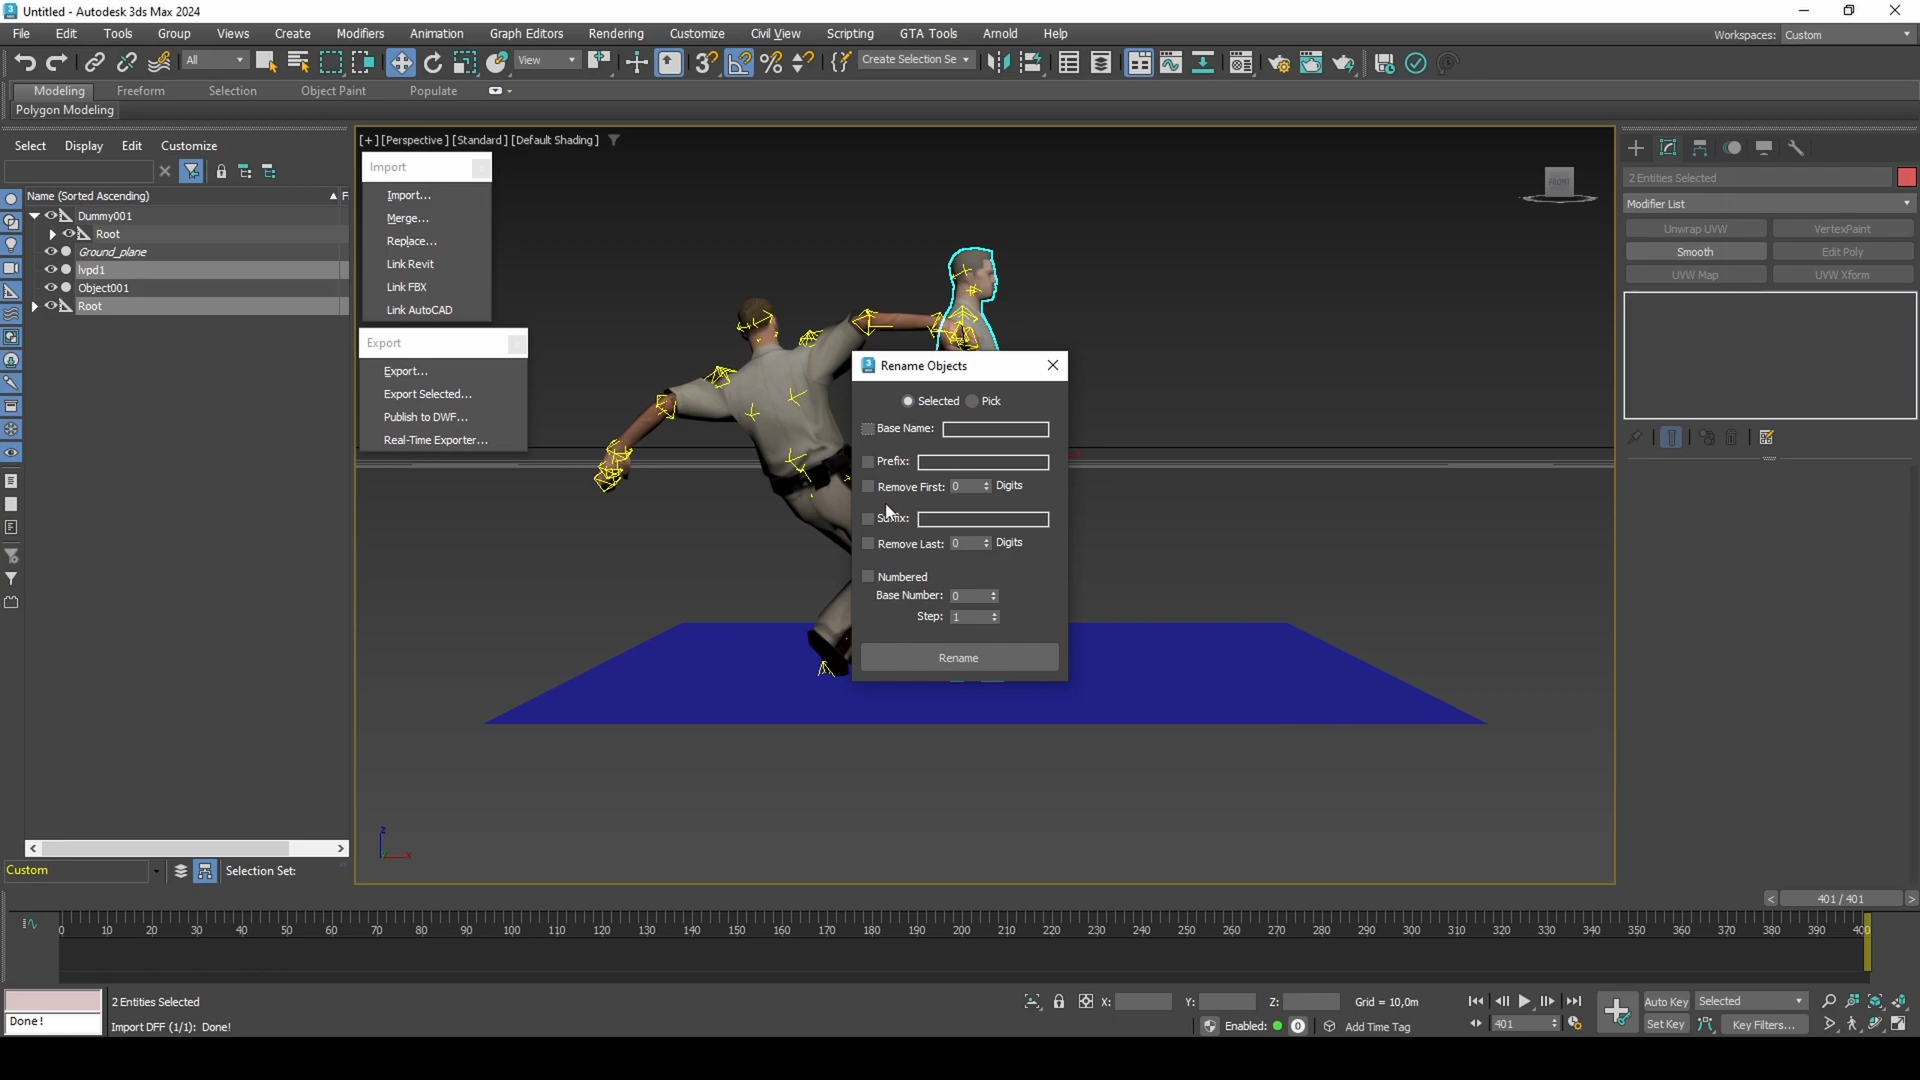 Untitled - Autodesk 3ds Max 2024
File Edit Tools Group Views Create Modifiers Animation Graph Editors Rendering Customize Civil View Scripting GTA Tools Arnold Help
Workspaces: Custom
All View Create Selection Se
Modeling Freeform Selection Object Paint Populate
Polygon Modeling
Select Display Edit Customize
Name (Sorted Ascending) F
Dummy001
Root
Ground_plane
lvpd1
Object001
Root
[+] [Perspective] [Standard] [Default Shading]
Import
Import...
Merge...
Replace...
Link Revit
Link FBX
Link AutoCAD
Export
Export...
Export Selected...
Publish to DWF...
Real-Time Exporter...
FRONT
Rename Objects
Selected Pick
Base Name:
Prefix:
Remove First: 0 Digits
Suffix:
Remove Last: 0 Digits
Numbered
Base Number: 0
Step: 1
Rename
z
x
2 Entities Selected
Modifier List
Unwrap UVW VertexPaint
Smooth Edit Poly
UVW Map UVW Xform
Custom Selection Set:
< 401 / 401 >
0 10 20 30 40 50 60 70 80 90 100 110 120 130 140 150 160 170 180 190 200 210 220 230 240 250 260 270 280 290 300 310 320 330 340 350 360 370 380 390 400
2 Entities Selected X: Y: Z: Grid = 10,0m Auto Key Selected
Done! Import DFF (1/1): Done! Enabled: 0 Add Time Tag 401 Set Key Key Filters...